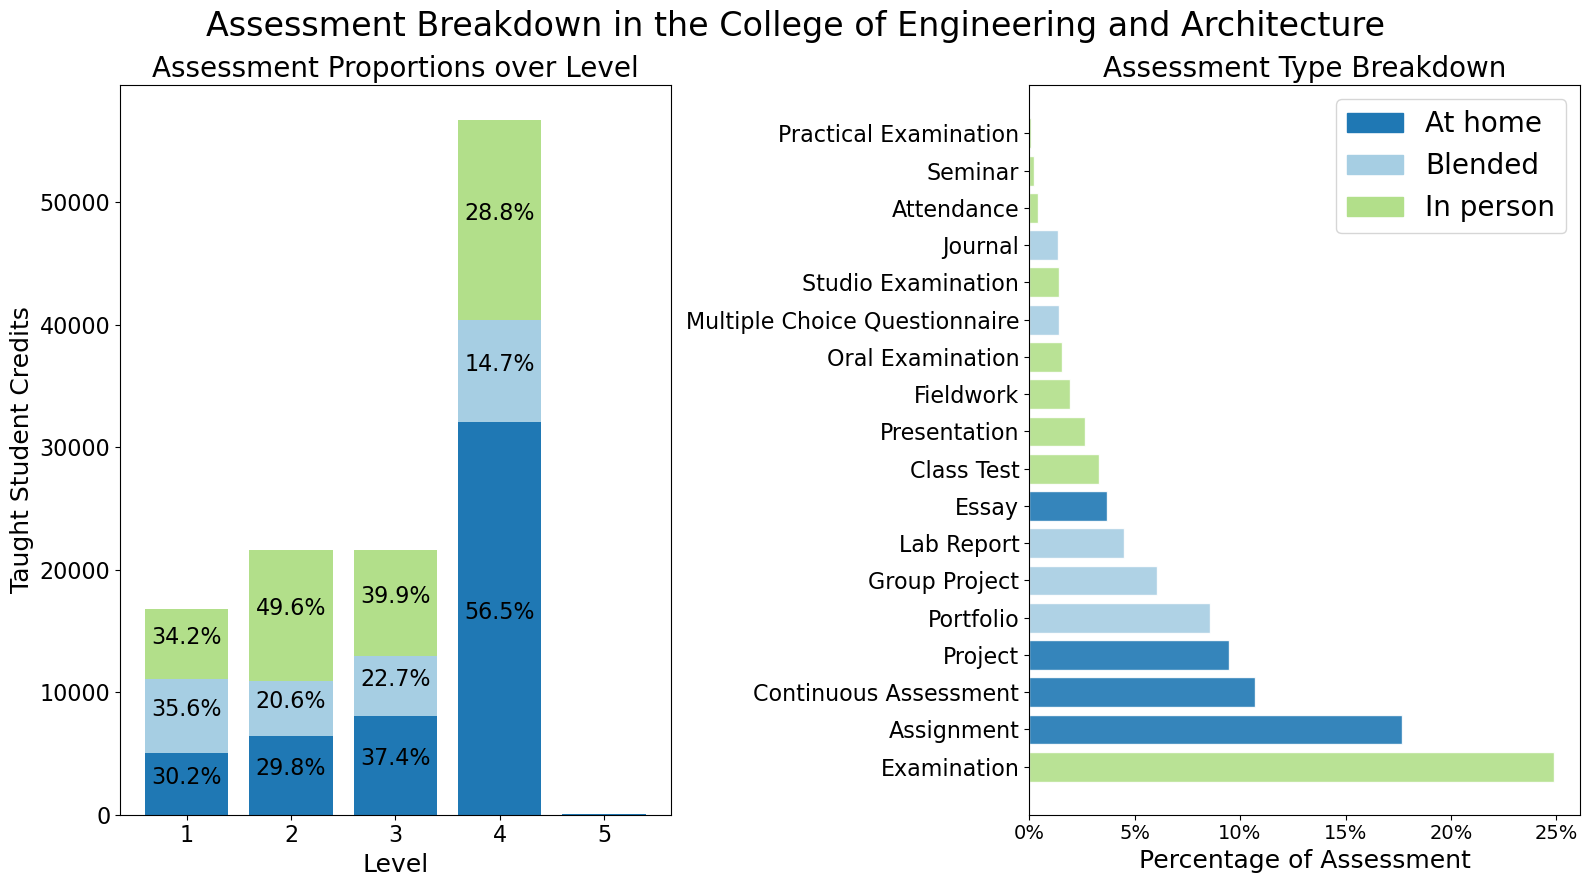 Assessment Breakdown in the College of Engineering and Architecture
Assessment Proportions over Level
Taught Student Credits
50000
40000
30000
20000
10000
0
28.8%
14.7%
56.5%
49.6%
39.9%
34.2%
22.7%
20.6%
35.6%
37.4%
29.8%
30.2%
1 2 3 4 5
Level
Assessment Type Breakdown
At home
Blended
In person
Practical Examination
Seminar
Attendance
Journal
Studio Examination
Multiple Choice Questionnaire
Oral Examination
Fieldwork
Presentation
Class Test
Essay
Lab Report
Group Project
Portfolio
Project
Continuous Assessment
Assignment
Examination
0% 5% 10% 15% 20% 25%
Percentage of Assessment